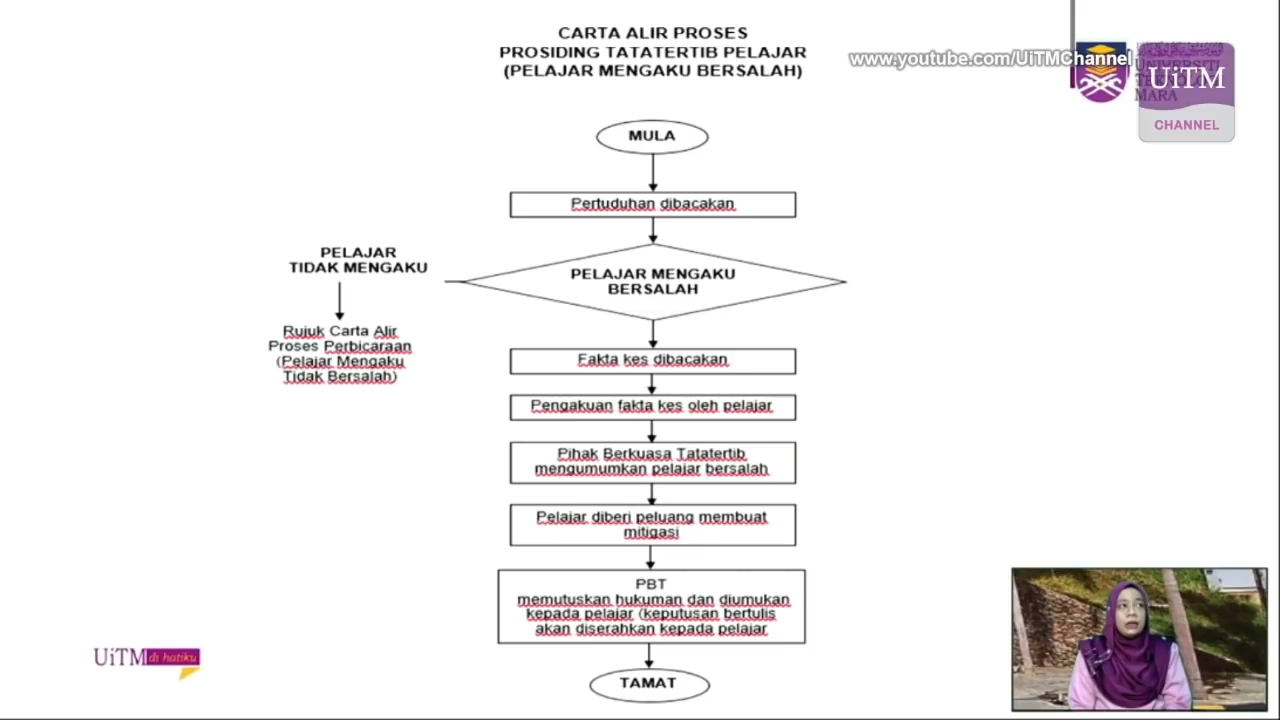 CARTA ALIR PROSES
PROSIDING TATATERTIB PELAJAR
(PELAJAR MENGAKU BERSALAH)
www.youtube.com/UiTMChannel
UNIVERSITI
TEKNOLOGI
MARA
UiTM
CHANNEL
MULA
Pertuduhan dibacakan
PELAJAR
TIDAK MENGAKU
PELAJAR MENGAKU
BERSALAH
Rujuk Carta Alir
Proses Perbicaraan
(Pelajar Mengaku
Tidak Bersalah)
Fakta kes dibacakan
Pengakuan fakta kes oleh pelajar
Pihak Berkuasa Tatatertib
mengumumkan pelajar bersalah
Pelajar diberi peluang membuat
mitigasi
PBT
memutuskan hukuman dan diumukan
kepada pelajar (keputusan bertulis
akan diserahkan kepada pelajar
UiTM di hatiku
TAMAT